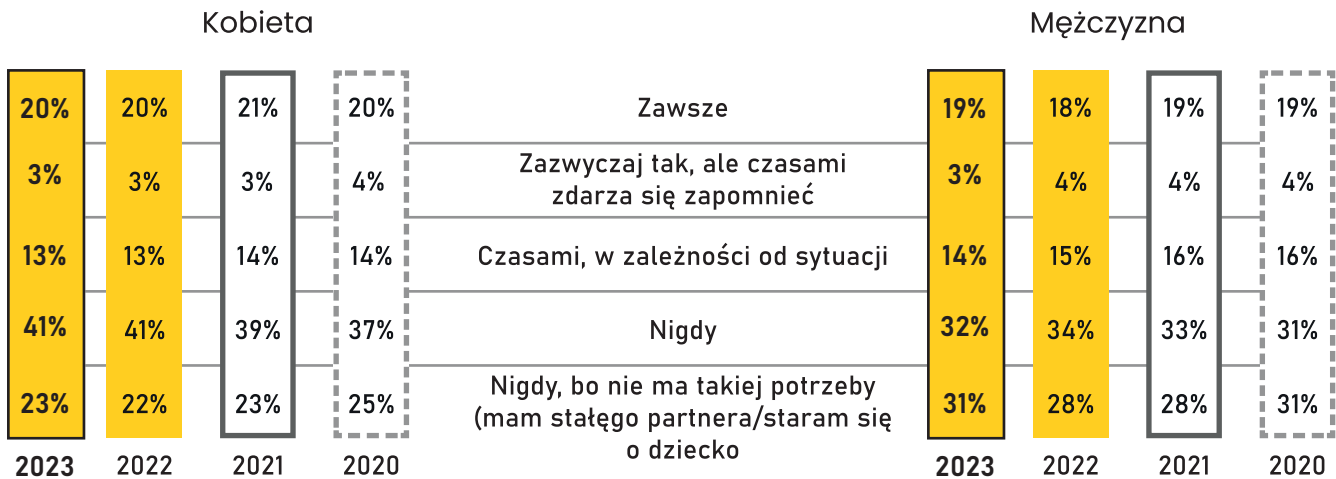 Kobieta Mężczyzna
20% 20% 21% 20% Zawsze 19% 18% 19% 19%
3% 3% 3% 4% Zazwyczaj tak, ale czasami
zdarza się zapomnieć 3% 4% 4% 4%
13% 13% 14% 14% Czasami, w zależności od sytuacji 14% 15% 16% 16%
41% 41% 39% 37% Nigdy 32% 34% 33% 31%
23% 22% 23% 25% Nigdy, bo nie ma takiej potrzeby
(mam stałęgo partnera/staram się
o dziecko 31% 28% 28% 31%
2023 2022 2021 2020 2023 2022 2021 2020